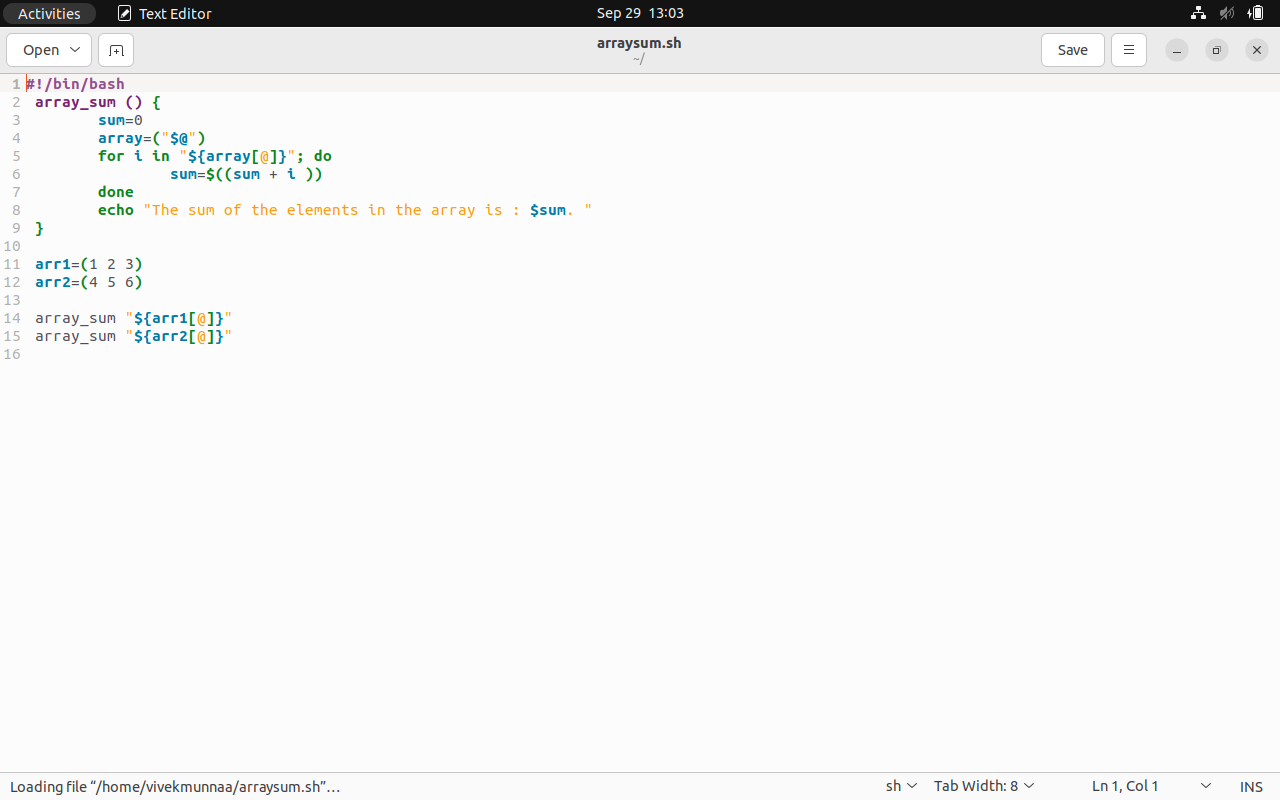 Activities Text Editor Sep 29 13:03
Open arraysum.sh Save
~/
1 #!/bin/bash
2 array_sum () {
3 sum=0
4 array=("$@")
5 for i in "${array[@]}"; do
6 sum=$((sum + i ))
7 done
8 echo "The sum of the elements in the array is : $sum. "
9 }
10
11 arr1=(1 2 3)
12 arr2=(4 5 6)
13
14 array_sum "${arr1[@]}"
15 array_sum "${arr2[@]}"
16
Loading file “/home/vivekmunnaa/arraysum.sh”… sh Tab Width: 8 Ln 1, Col 1 INS